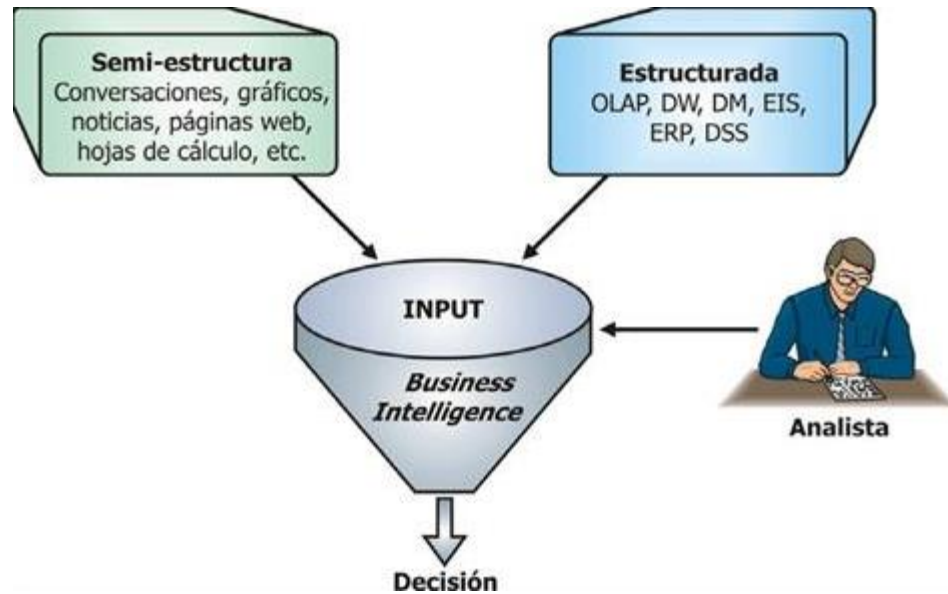 Semi-estructura
Conversaciones, gráficos,
noticias, páginas web,
hojas de cálculo, etc.
Estructurada
OLAP, DW, DM, EIS,
ERP, DSS
INPUT
Business
Intelligence
Analista
Decisión